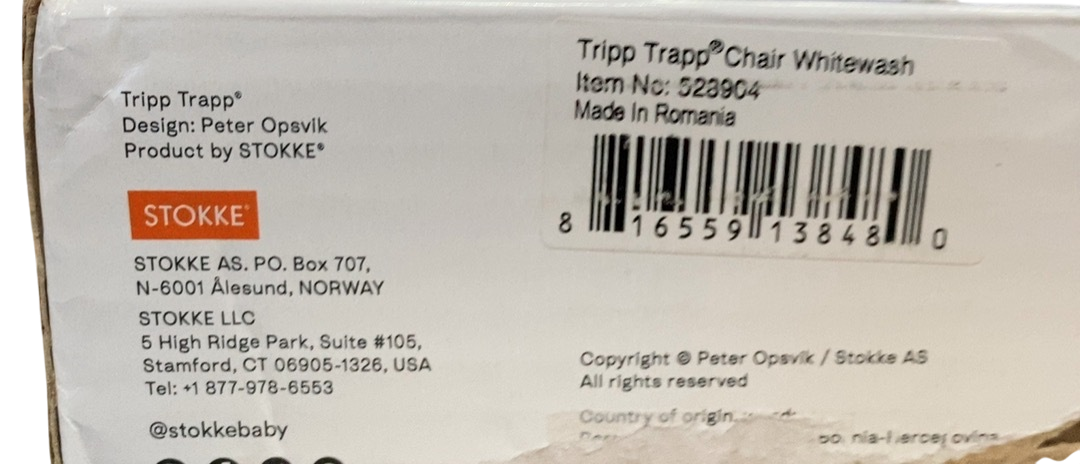 Tripp Trapp®
Design: Peter Opsvik
Product by STOKKE®
STOKKE®
STOKKE AS. PO. Box 707,
N-6001 Ålesund, NORWAY
STOKKE LLC
5 High Ridge Park, Suite #105,
Stamford, CT 06905-1326, USA
Tel: +1 877-978-6553
@stokkebaby
Tripp Trapp® Chair Whitewash
Item No: 523904
Made In Romania
8 16559 13848 0
Copyright © Peter Opsvik / Stokke AS
All rights reserved
Country of origin